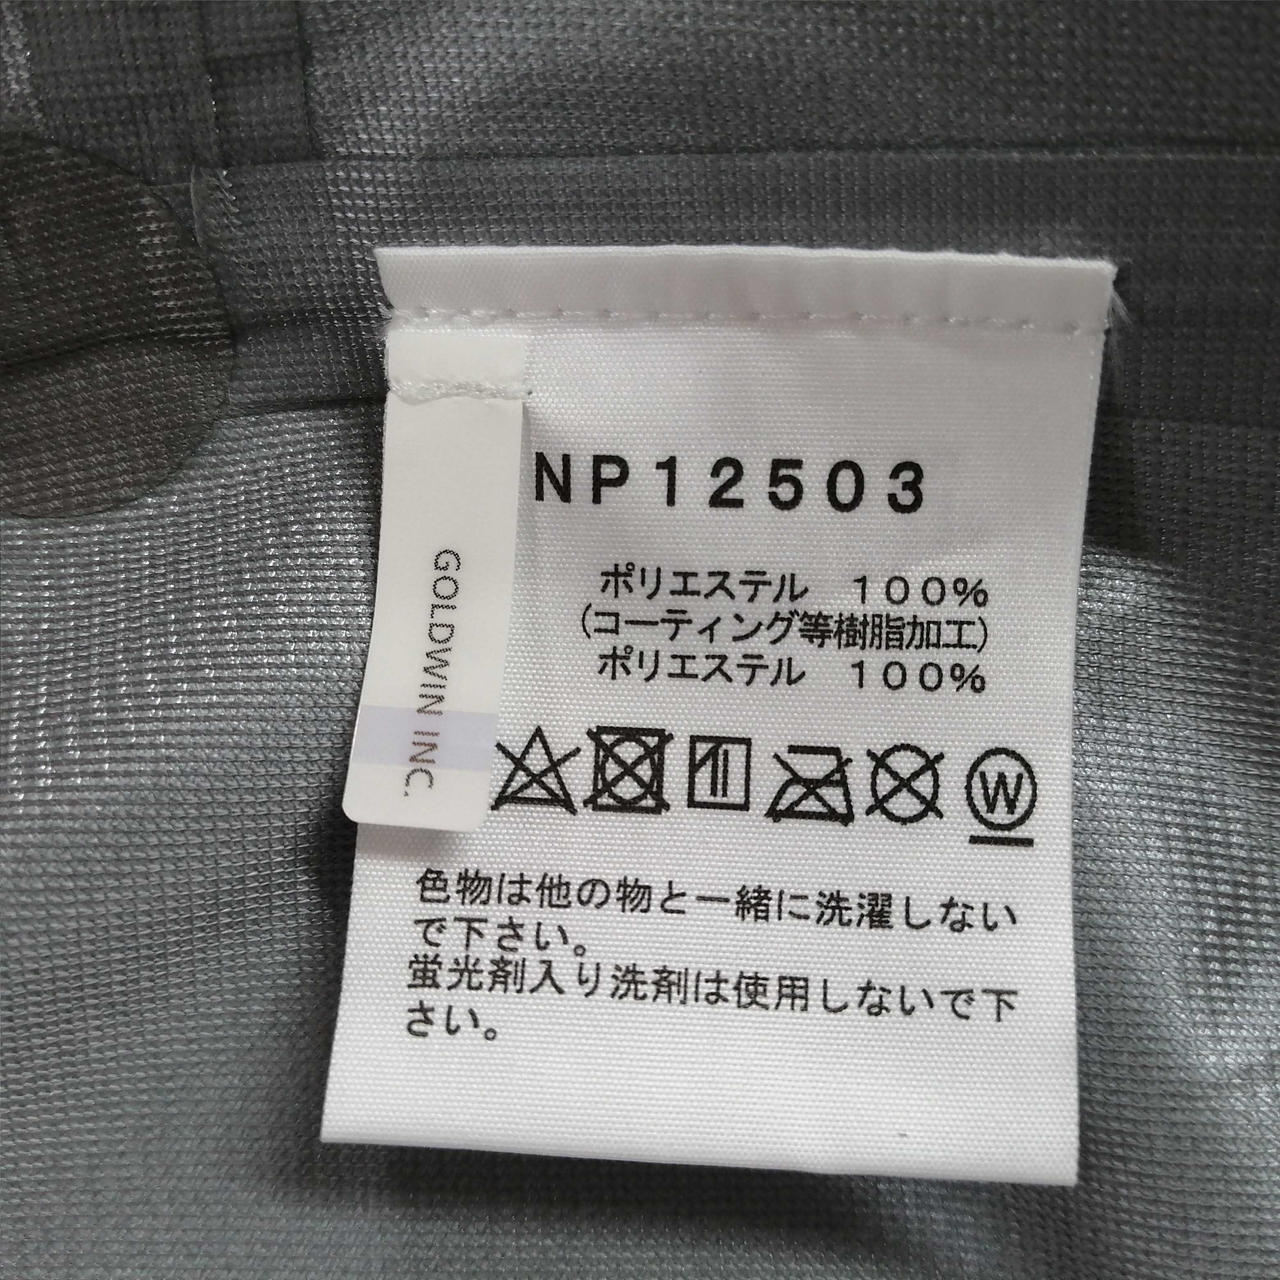 NP12503
GOLDWIN INC.
ポリエステル 100%
(コーティング等樹脂加工)
ポリエステル 100%
W
色物は他の物と一緒に洗濯しない
で下さい。
蛍光剤入り洗剤は使用しないで下
さい。